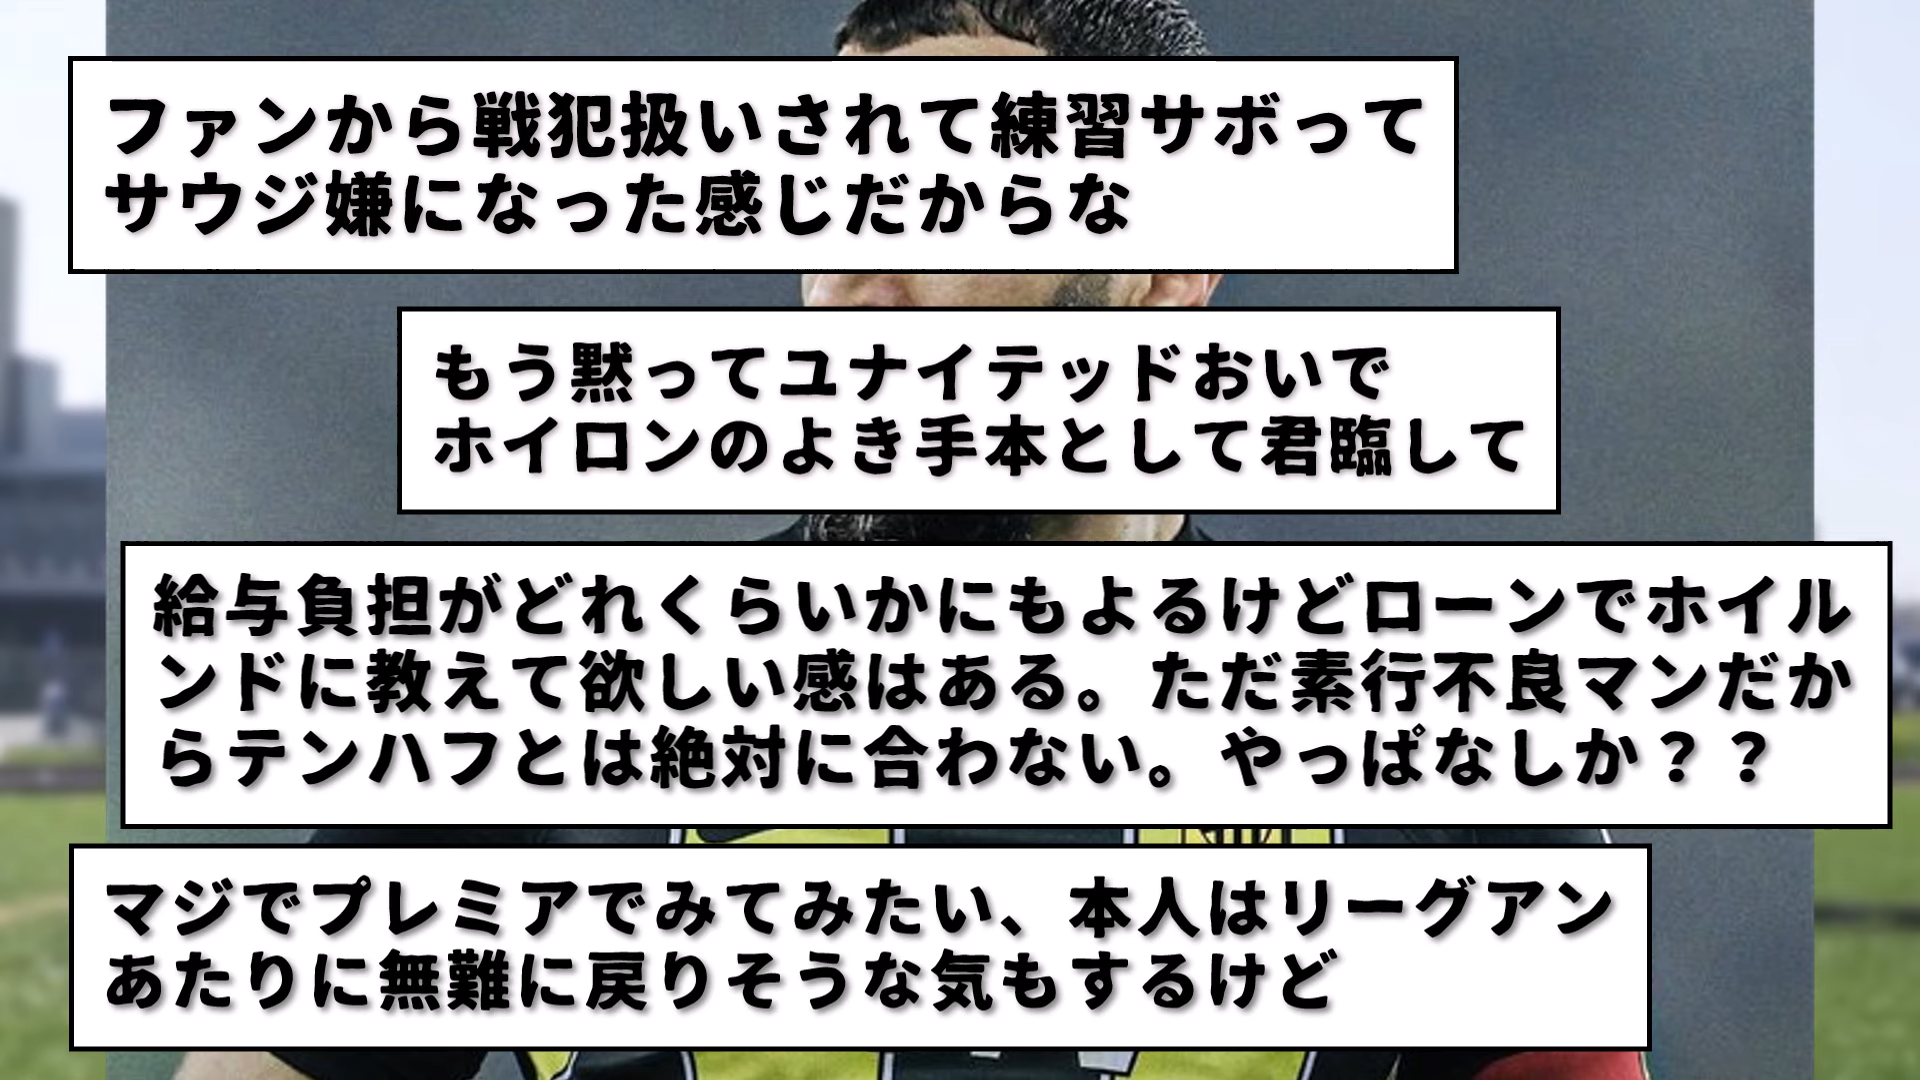 ファンから戦犯扱いされて練習サボって
サウジ嫌になった感じだからな
もう黙ってユナイテッドおいで
ホイロンのよき手本として君臨して
給与負担がどれくらいかにもよるけどローンでホイル
ンドに教えて欲しい感はある。ただ素行不良マンだか
らテンハフとは絶対に合わない。やっぱなしか？？
マジでプレミアでみてみたい、本人はリーグアン
あたりに無難に戻りそうな気もするけど